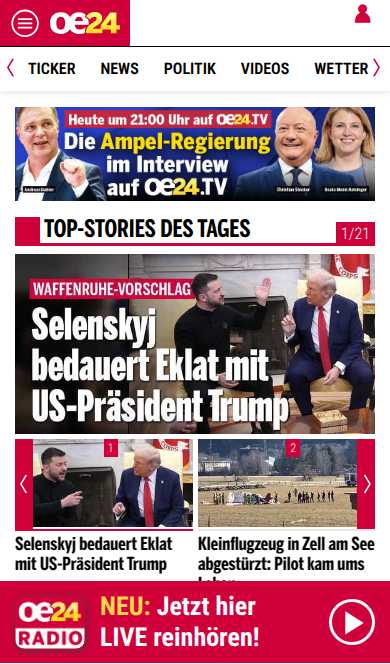 oe24
TICKER NEWS POLITIK VIDEOS WETTER
Heute um 21:00 Uhr auf oe24.TV
Die Ampel-Regierung
im Interview
auf oe24.TV
Andreas Babler
Christian Stocker
Beate Meinl-Reisinger
TOP-STORIES DES TAGES
1/21
WAFFENRUHE-VORSCHLAG
Selenskyj
bedauert Eklat mit
US-Präsident Trump
1
2
Selenskyj bedauert Eklat
mit US-Präsident Trump
Kleinflugzeug in Zell am See
abgestürzt: Pilot kam ums
Leben
oe24
RADIO
NEU: Jetzt hier
LIVE reinhören!